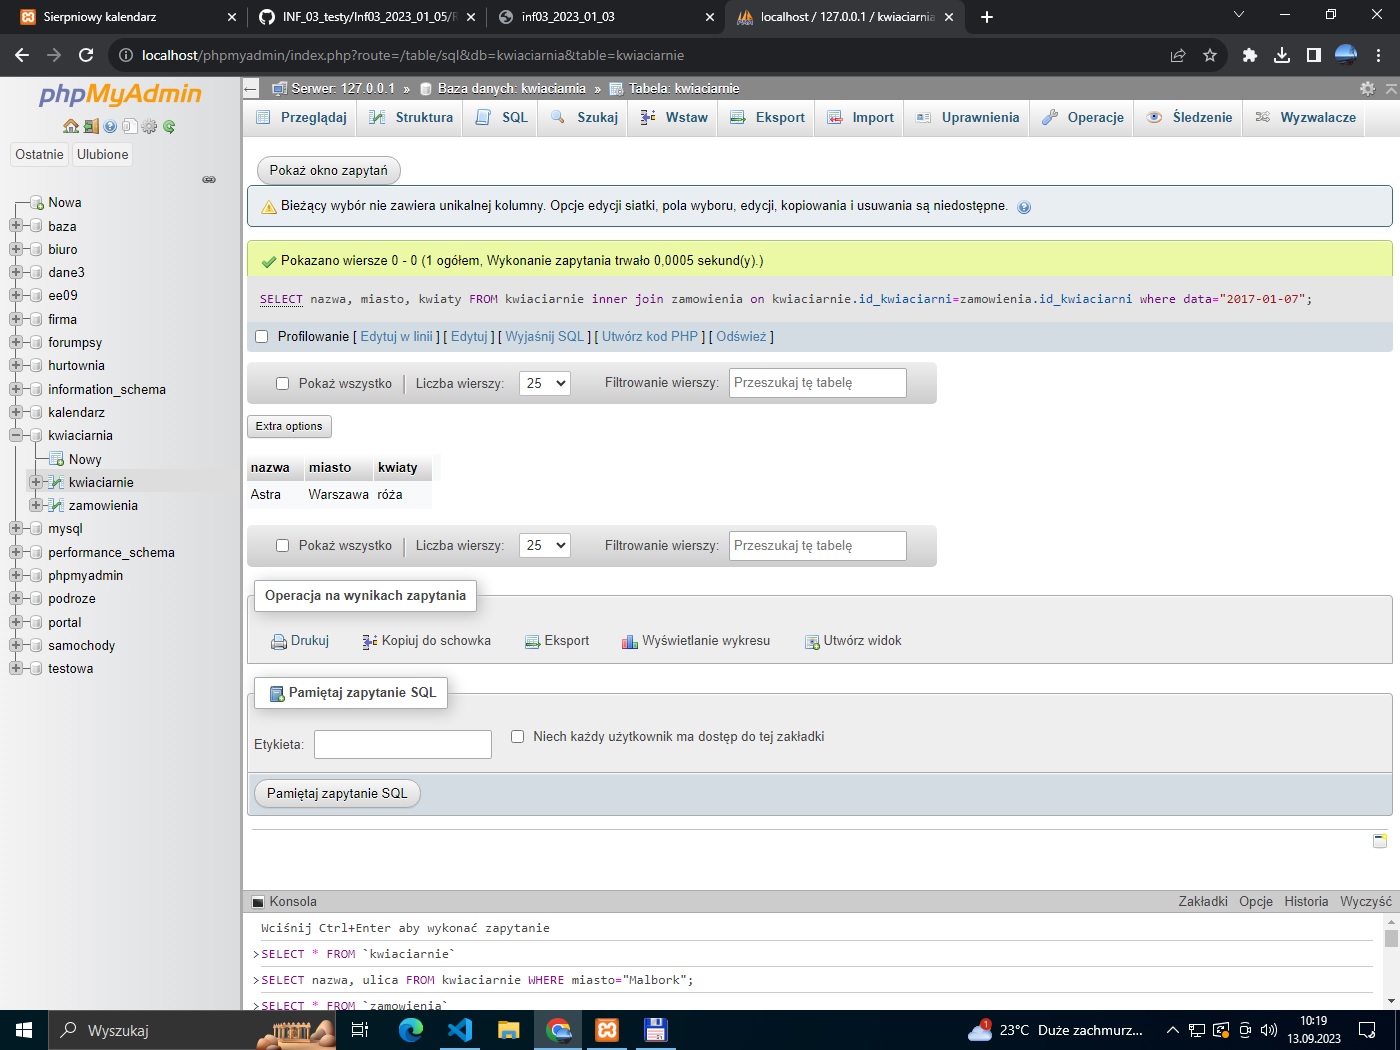 Sierpniowy kalendarz
INF_03_testy/Inf03_2023_01_05/R
inf03_2023_01_03
localhost / 127.0.0.1 / kwiaciarnia
localhost/phpmyadmin/index.php?route=/table/sql&db=kwiaciarnia&table=kwiaciarnie
phpMyAdmin
Ostatnie Ulubione
Nowa
baza
biuro
dane3
ee09
firma
forumpsy
hurtownia
information_schema
kalendarz
kwiaciarnia
Nowy
kwiaciarnie
zamowienia
mysql
performance_schema
phpmyadmin
podroze
portal
samochody
testowa
Serwer: 127.0.0.1 » Baza danych: kwiaciarnia » Tabela: kwiaciarnie
Przeglądaj Struktura SQL Szukaj Wstaw Eksport Import Uprawnienia Operacje Śledzenie Wyzwalacze
Pokaż okno zapytań
Bieżący wybór nie zawiera unikalnej kolumny. Opcje edycji siatki, pola wyboru, edycji, kopiowania i usuwania są niedostępne.
Pokazano wiersze 0 - 0 (1 ogółem, Wykonanie zapytania trwało 0,0005 sekund(y).)
SELECT nazwa, miasto, kwiaty FROM kwiaciarnie inner join zamowienia on kwiaciarnie.id_kwiaciarni=zamowienia.id_kwiaciarni where data="2017-01-07";
Profilowanie [ Edytuj w linii ] [ Edytuj ] [ Wyjaśnij SQL ] [ Utwórz kod PHP ] [ Odśwież ]
Pokaż wszystko | Liczba wierszy: 25 Filtrowanie wierszy: Przeszukaj tę tabelę
Extra options
nazwa miasto kwiaty
Astra Warszawa róża
Pokaż wszystko | Liczba wierszy: 25 Filtrowanie wierszy: Przeszukaj tę tabelę
Operacja na wynikach zapytania
Drukuj Kopiuj do schowka Eksport Wyświetlanie wykresu Utwórz widok
Pamiętaj zapytanie SQL
Etykieta: Niech każdy użytkownik ma dostęp do tej zakładki
Pamiętaj zapytanie SQL
Konsola Zakładki Opcje Historia Wyczyść
Wciśnij Ctrl+Enter aby wykonać zapytanie
>SELECT * FROM `kwiaciarnie`
>SELECT nazwa, ulica FROM kwiaciarnie WHERE miasto="Malbork";
>SELECT * FROM `zamowienia`
Wyszukaj
1
23°C Duże zachmurz...
10:19
13.09.2023